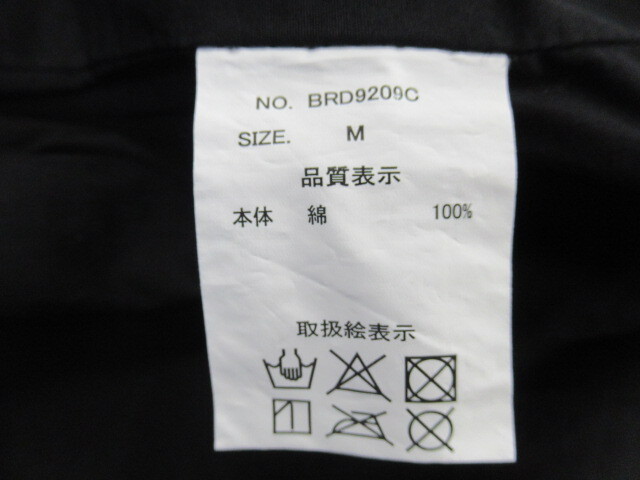 NO. BRD9209C
SIZE. M
品質表示
本体 綿 100%
取扱絵表示